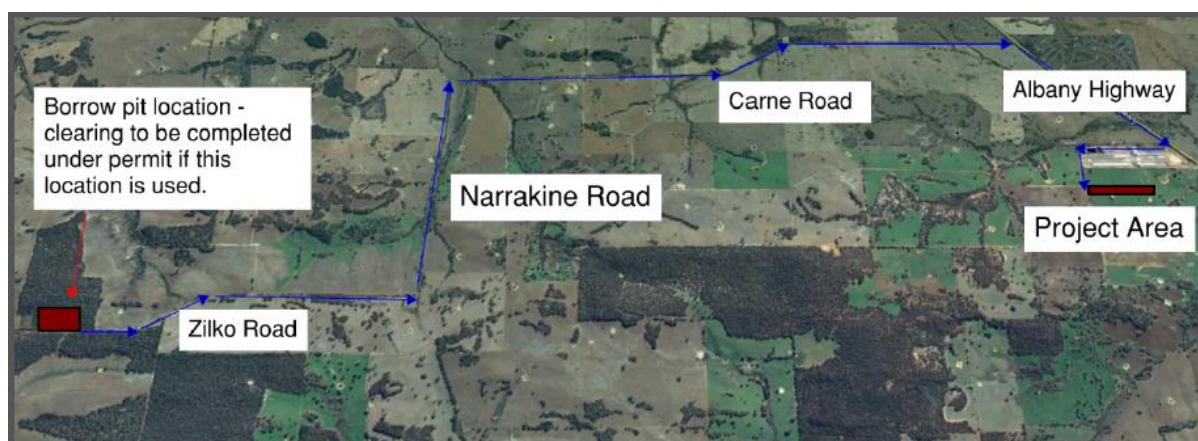 Borrow pit location -
clearing to be completed
under permit if this
location is used.
Zilko Road
Narrakine Road
Carne Road
Albany Highway
Project Area